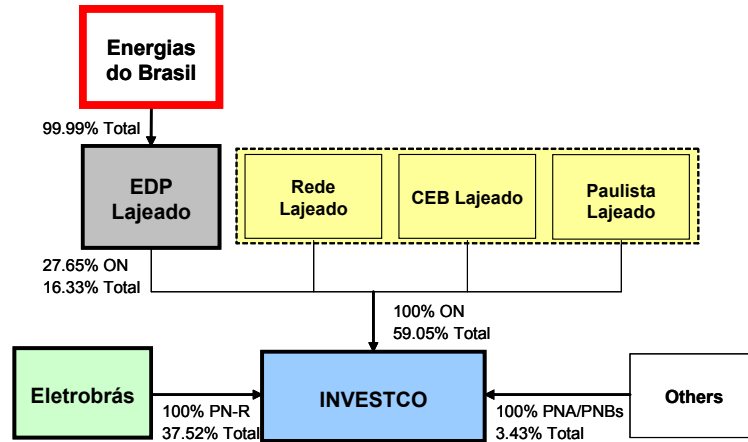 Energias
do Brasil
99.99% Total
EDP
Lajeado
Rede
Lajeado
CEB Lajeado
Paulista
Lajeado
27.65% ON
16.33% Total
100% ON
59.05% Total
Eletrobrás
100% PN-R
37.52% Total
INVESTCO
100% PNA/PNBs
3.43% Total
Others